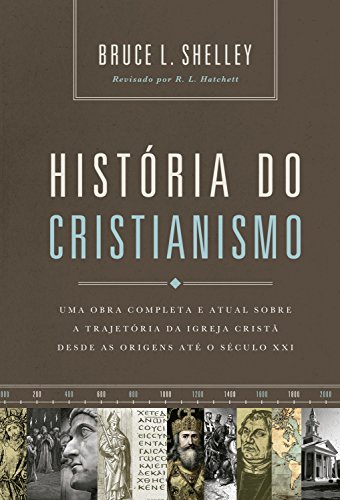 BRUCE L. SHELLEY
Revisado por R. L. Hatchett
HISTÓRIA DO
CRISTIANISMO
UMA OBRA COMPLETA E ATUAL SOBRE
A TRAJETÓRIA DA IGREJA CRISTÃ
DESDE AS ORIGENS ATÉ O SÉCULO XXI
200 400 600 800 1000 1200 1400 1600 1800 2000